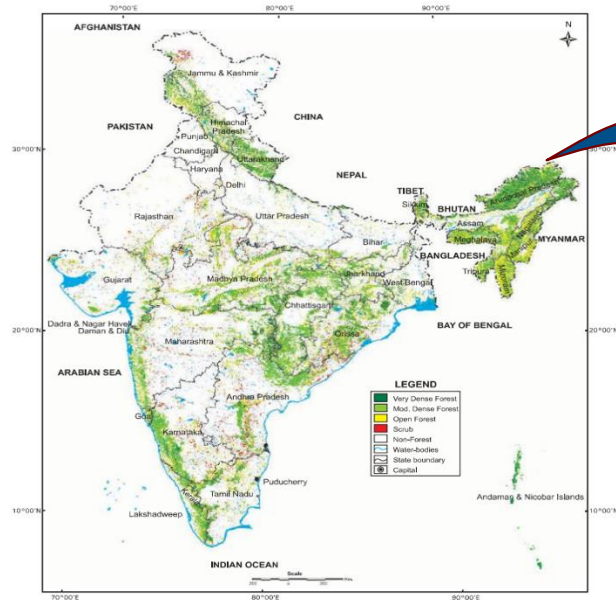 70°00"E
80°00"E
90°00"E
AFGHANISTAN
N
Jammu & Kashmir
CHINA
Himachal
Pradesh
PAKISTAN
Punjab
Chandigarh
Uttarakhand
30°00"N
30°00"N
Haryana
NEPAL
Delhi
TIBET
Sikkim
BHUTAN
Arunachal Pradesh
Rajasthan
Uttar Pradesh
Assam
Bihar
Meghalaya
MYANMAR
BANGLADESH
Gujarat
Madhya Pradesh
Jharkhand
Tripura
West Bengal
Mizoram
Chhattisgarh
Dadra & Nagar Haveli
Daman & Diu
20°00"N
20°00"N
Orissa
BAY OF BENGAL
Maharashtra
ARABIAN SEA
LEGEND
Very Dense Forest
Mod. Dense Forest
Open Forest
Scrub
Non-Forest
Water-bodies
State boundary
Capital
Andhra Pradesh
Goa
Karnataka
Puducherry
Tamil Nadu
Kerala
Andaman & Nicobar Islands
Lakshadweep
10°00"N
10°00"N
INDIAN OCEAN
Scale
70°00"E
80°00"E
90°00"E